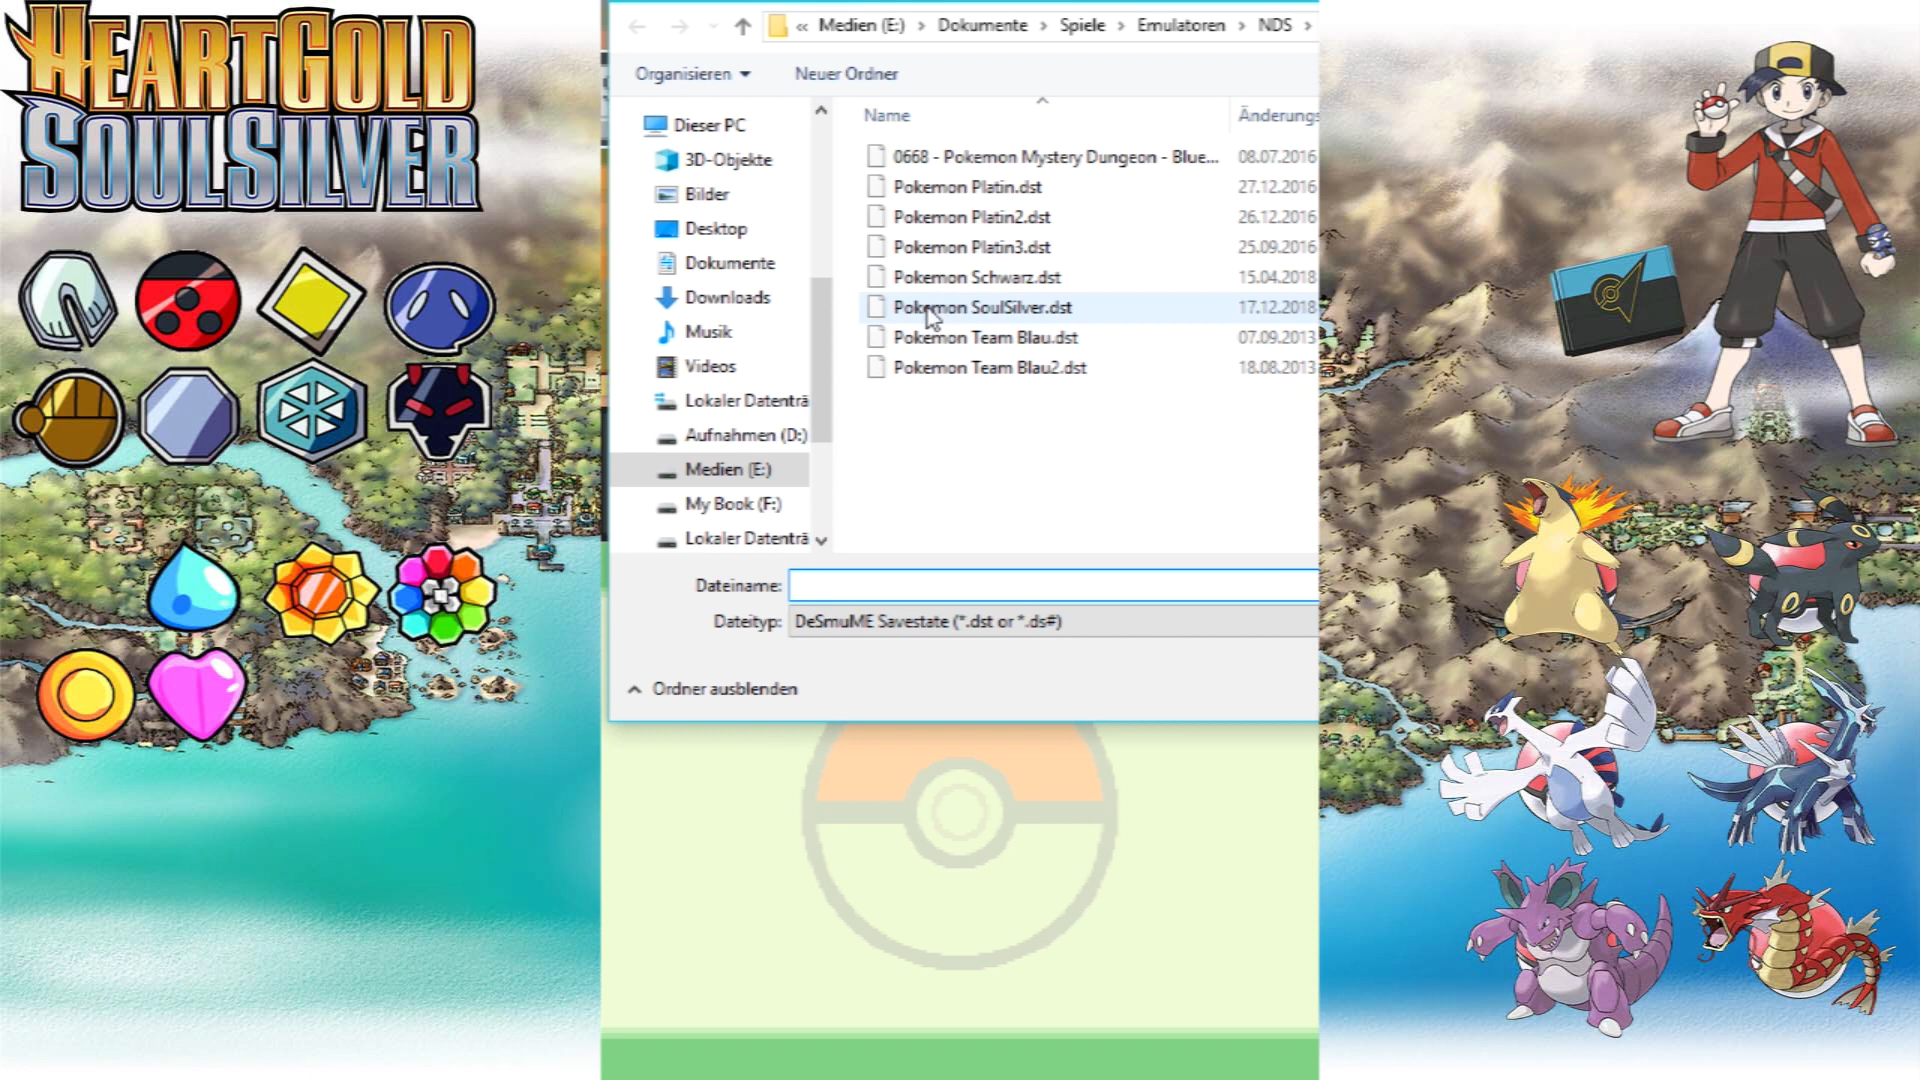 HEARTGOLD
SOULSILVER
« Medien (E:) > Dokumente > Spiele > Emulatoren > NDS >
Organisieren
Neuer Ordner
Name
Änderungs
Dieser PC
3D-Objekte
Bilder
Desktop
Dokumente
Downloads
Musik
Videos
Lokaler Datenträ
Aufnahmen (D:)
Medien (E:)
My Book (F:)
Lokaler Datenträ
0668 - Pokemon Mystery Dungeon - Blue... 08.07.2016
Pokemon Platin.dst 27.12.2016
Pokemon Platin2.dst 26.12.2016
Pokemon Platin3.dst 25.09.2016
Pokemon Schwarz.dst 15.04.2018
Pokemon SoulSilver.dst 17.12.2018
Pokemon Team Blau.dst 07.09.2013
Pokemon Team Blau2.dst 18.08.2013
Dateiname:
Dateityp: DeSmuME Savestate (*.dst or *.ds#)
Ordner ausblenden